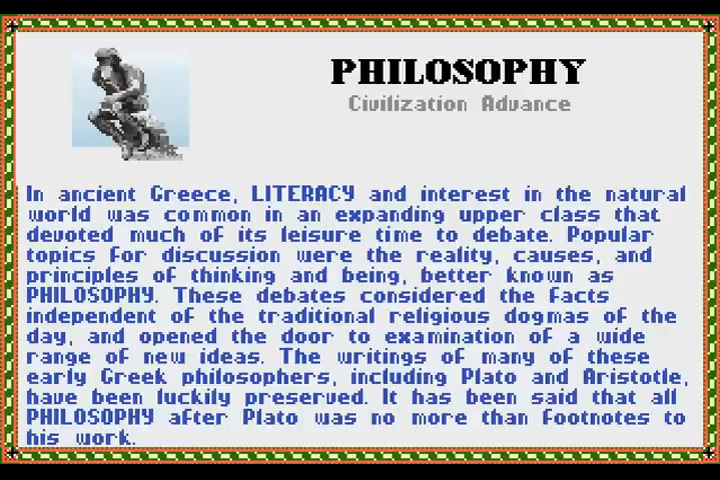 PHILOSOPHY
Civilization Advance
In ancient Greece, LITERACY and interest in the natural
world was common in an expanding upper class that
devoted much of its leisure time to debate. Popular
topics for discussion were the reality, causes, and
principles of thinking and being, better known as
PHILOSOPHY. These debates considered the facts
independent of the traditional religious dogmas of the
day, and opened the door to examination of a wide
range of new ideas. The writings of many of these
early Greek philosophers, including Plato and Aristotle,
have been luckily preserved. It has been said that all
PHILOSOPHY after Plato was no more than footnotes to
his work.